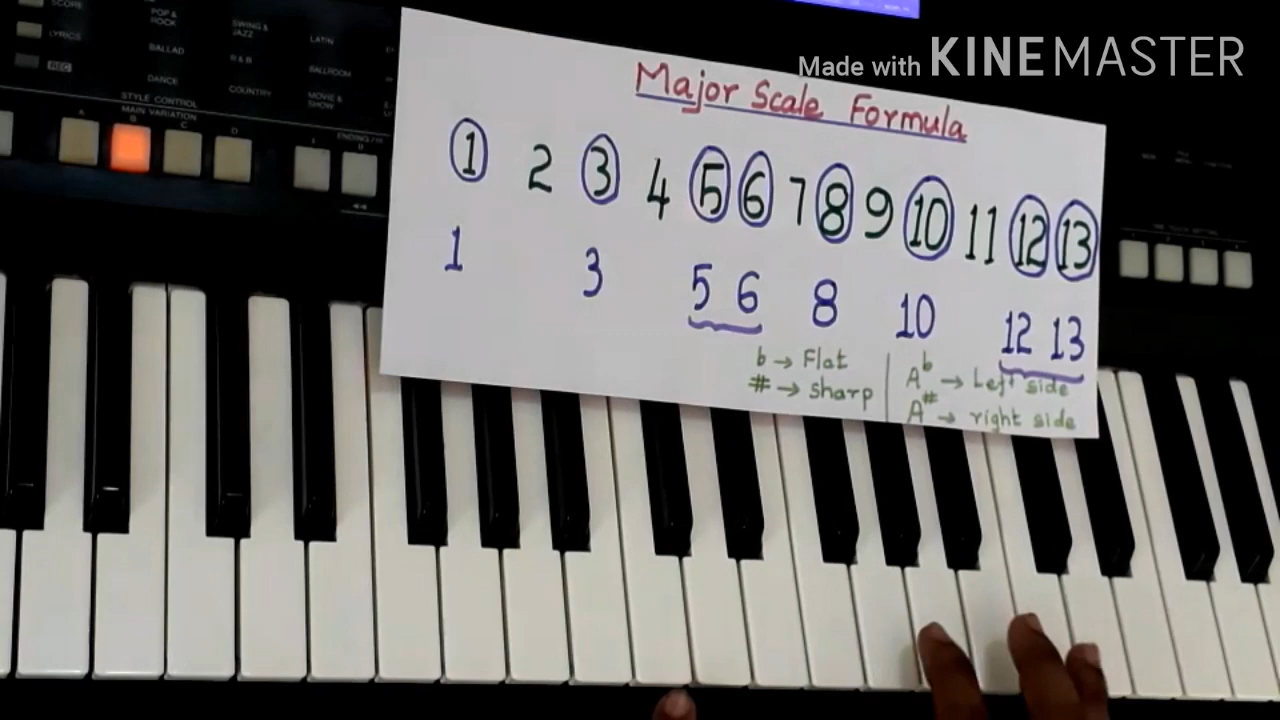 SCORE
LYRICS
REC
POP &
ROCK
BALLAD
DANCE
SWING &
JAZZ
R & B
COUNTRY
LATIN
BALLROOM
MOVIE &
SHOW
STYLE CONTROL
MAIN VARIATION
A B C D
ENDING/
Made with KINEMASTER
Major Scale Formula
1 2 3 4 5 6 7 8 9 10 11 12 13
1 3 5 6 8 10 12 13
b → Flat
# → sharp
A^b → Left side
A^# → right side